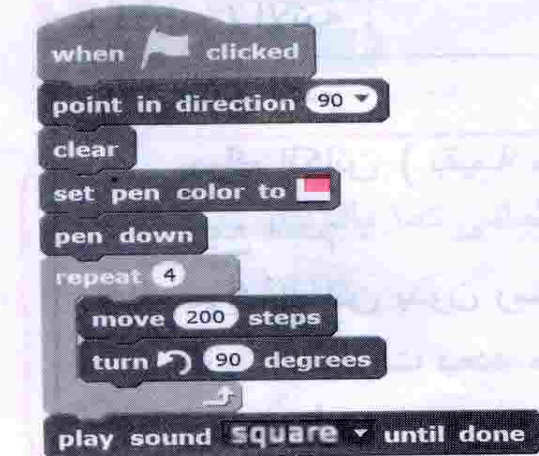 when clicked
point in direction 90
clear
set pen color to
pen down
repeat 4
move 200 steps
turn 90 degrees
play sound square until done